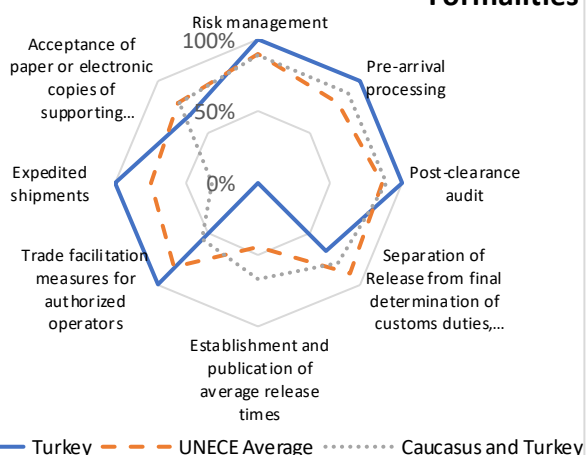 Formalities
Risk management
100%
50%
0%
Pre-arrival
processing
Post-clearance
audit
Separation of
Release from final
determination of
customs duties,…
Establishment and
publication of
average release
times
Trade facilitation
measures for
authorized
operators
Expedited
shipments
Acceptance of
paper or electronic
copies of
supporting…
Turkey
UNECE Average
Caucasus and Turkey